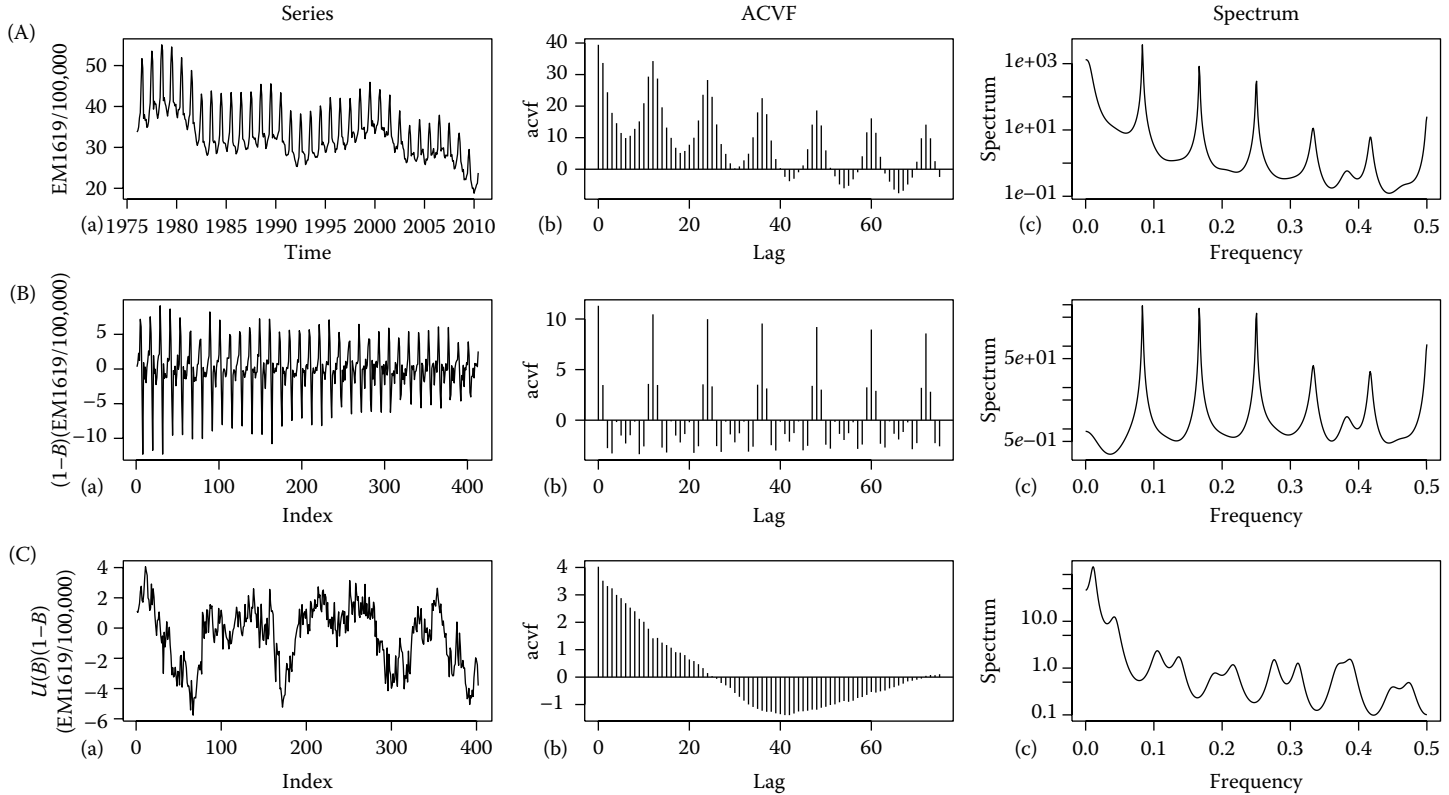 Series
ACVF
Spectrum
(A)
EM1619/100,000
50
40
30
20
(a)
1975 1980 1985 1990 1995 2000 2005 2010
Time
acvf
40
30
20
10
0
(b)
0 20 40 60
Lag
Spectrum
1e+03
1e+01
1e−01
(c)
0.0 0.1 0.2 0.3 0.4 0.5
Frequency
(B)
(1−B)(EM1619/100,000)
5
0
−5
−10
(a)
0 100 200 300 400
Index
acvf
10
5
0
(b)
0 20 40 60
Lag
Spectrum
5e+01
5e−01
(c)
0.0 0.1 0.2 0.3 0.4 0.5
Frequency
(C)
U(B)(1−B)
(EM1619/100,000)
4
2
0
−2
−4
−6
(a)
0 100 200 300 400
Index
acvf
4
3
2
1
0
−1
(b)
0 20 40 60
Lag
Spectrum
10.0
1.0
0.1
(c)
0.0 0.1 0.2 0.3 0.4 0.5
Frequency